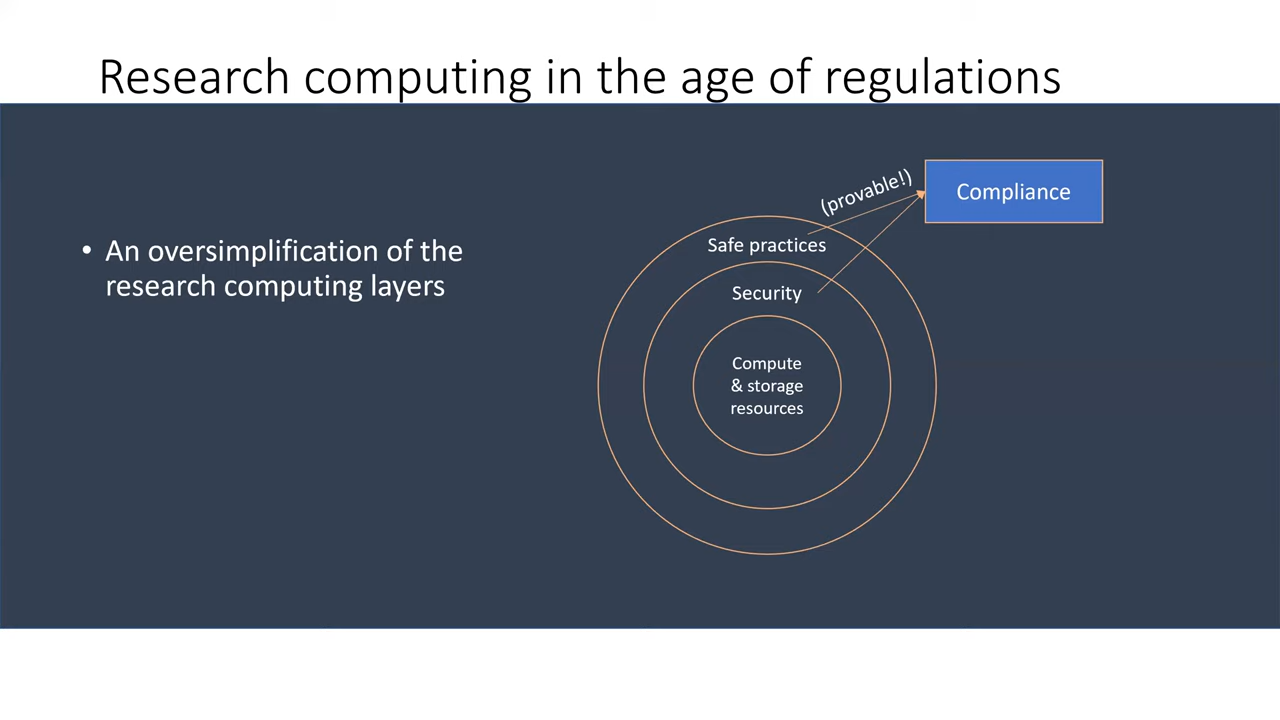 Research computing in the age of regulations
• An oversimplification of the
research computing layers
(provable!)
Compliance
Safe practices
Security
Compute
& storage
resources